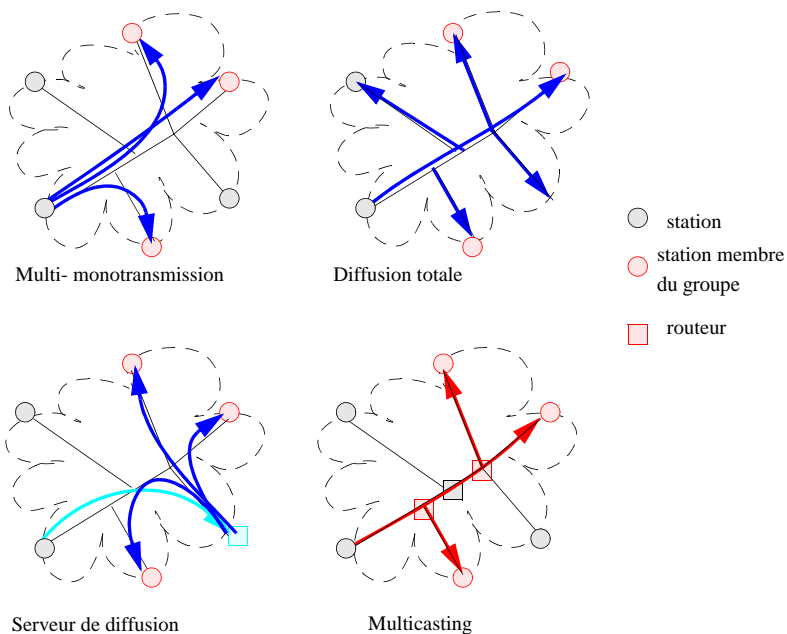 Multi- monotransmission
Diffusion totale
station
station membre
du groupe
routeur
Serveur de diffusion
Multicasting